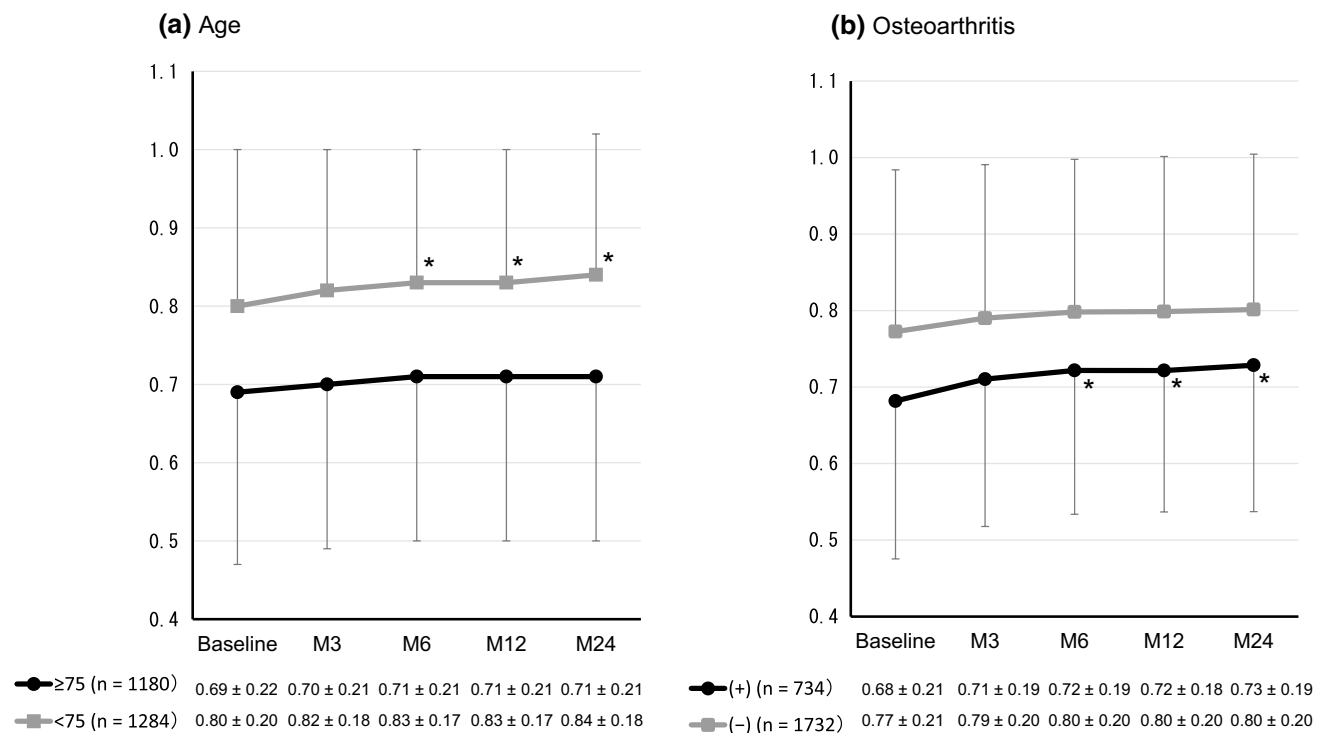 (a) Age
1.1
1.0
0.9
0.8
0.7
0.6
0.5
0.4
* * *
Baseline M3 M6 M12 M24
≥75 (n = 1180） 0.69 ± 0.22 0.70 ± 0.21 0.71 ± 0.21 0.71 ± 0.21 0.71 ± 0.21
<75 (n = 1284） 0.80 ± 0.20 0.82 ± 0.18 0.83 ± 0.17 0.83 ± 0.17 0.84 ± 0.18
(b) Osteoarthritis
1.1
1.0
0.9
0.8
0.7
0.6
0.5
0.4
* * *
Baseline M3 M6 M12 M24
(+) (n = 734） 0.68 ± 0.21 0.71 ± 0.19 0.72 ± 0.19 0.72 ± 0.18 0.73 ± 0.19
(−) (n = 1732） 0.77 ± 0.21 0.79 ± 0.20 0.80 ± 0.20 0.80 ± 0.20 0.80 ± 0.20